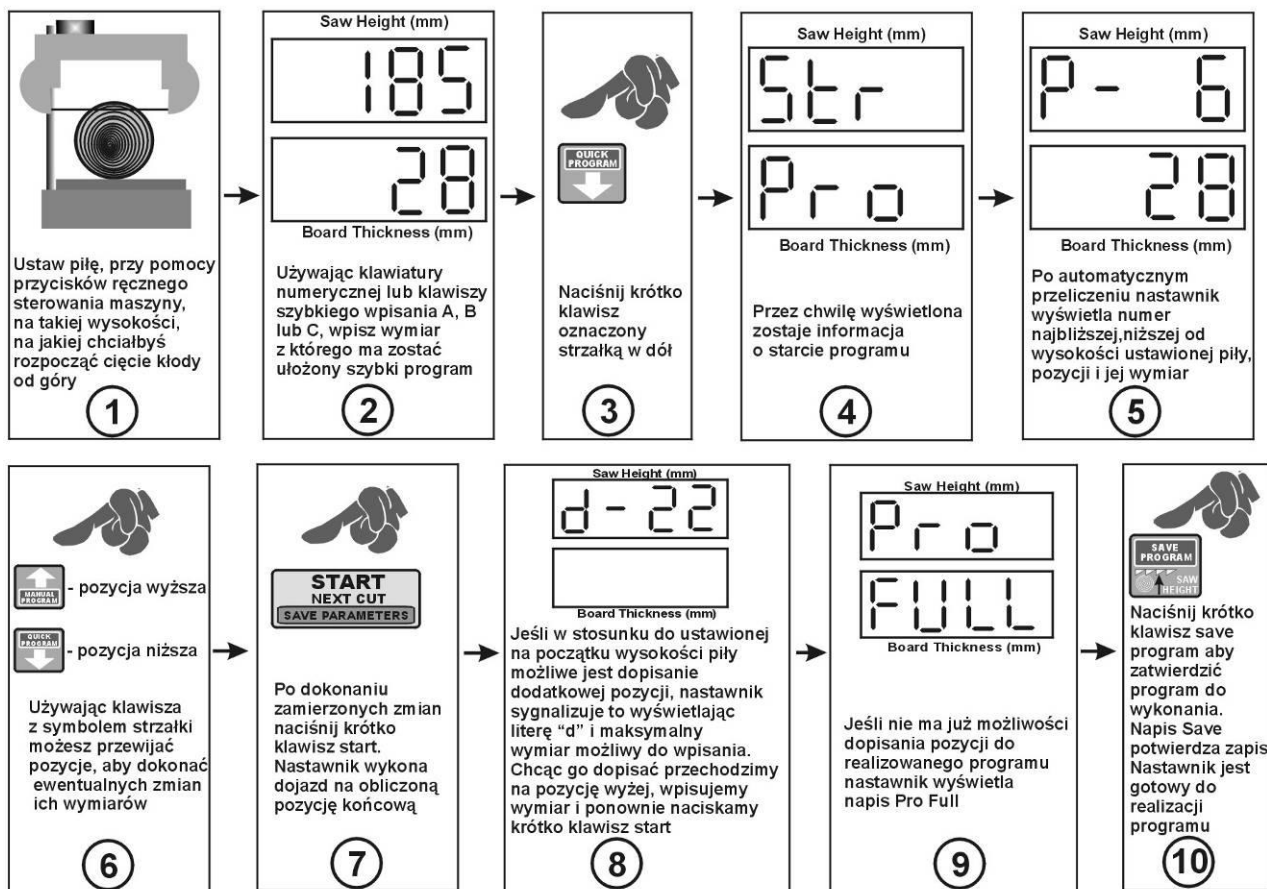 Ustaw piłę, przy pomocy
przycisków ręcznego
sterowania maszyny,
na takiej wysokości,
na jakiej chciałbyś
rozpocząć cięcie kłody
od góry
1
Saw Height (mm)
185
28
Board Thickness (mm)
Używając klawiatury
numerycznej lub klawiszy
szybkiego wpisania A, B
lub C, wpisz wymiar
z którego ma zostać
ułożony szybki program
2
QUICK
PROGRAM
Naciśnij krótko
klawisz
oznaczony
strzałką w dół
3
Saw Height (mm)
Str
Pro
Board Thickness (mm)
Przez chwilę wyświetlona
zostaje informacja
o starcie programu
4
Saw Height (mm)
P- 6
28
Board Thickness (mm)
Po automatycznym
przeliczeniu nastawnik
wyświetla numer
najbliższej,niższej od
wysokości ustawionej piły,
pozycji i jej wymiar
5
MANUAL
PROGRAM
- pozycja wyższa
QUICK
PROGRAM
- pozycja niższa
Używając klawisza
z symbolem strzałki
możesz przewijać
pozycje, aby dokonać
ewentualnych zmian
ich wymiarów
6
START
NEXT CUT
SAVE PARAMETERS
Po dokonaniu
zamierzonych zmian
naciśnij krótko
klawisz start.
Nastawnik wykona
dojazd na obliczoną
pozycję końcową
7
Saw Height (mm)
d-22
Board Thickness (mm)
Jeśli w stosunku do ustawionej
na początku wysokości piły
możliwe jest dopisanie
dodatkowej pozycji, nastawnik
sygnalizuje to wyświetlając
literę “d” i maksymalny
wymiar możliwy do wpisania.
Chcąc go dopisać przechodzimy
na pozycję wyżej, wpisujemy
wymiar i ponownie naciskamy
krótko klawisz start
8
Saw Height (mm)
Pro
FULL
Board Thickness (mm)
Jeśli nie ma już możliwości
dopisania pozycji do
realizowanego programu
nastawnik wyświetla
napis Pro Full
9
SAVE
PROGRAM
SAW
HEIGHT
Naciśnij krótko
klawisz save
program aby
zatwierdzić
program do
wykonania.
Napis Save
potwierdza zapis
Nastawnik jest
gotowy do
realizacji
programu
10